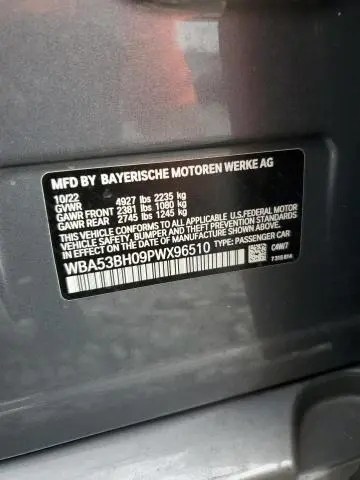 MFD BY BAYERISCHE MOTOREN WERKE AG
10/22
GVWR 4927 lbs 2235 kg
GAWR FRONT 2381 lbs 1080 kg
GAWR REAR 2745 lbs 1245 kg
THIS VEHICLE CONFORMS TO ALL APPLICABLE U.S. FEDERAL MOTOR
VEHICLE SAFETY, BUMPER, AND THEFT PREVENTION STANDARDS
IN EFFECT ON THE DATE OF MANUFACTURE SHOWN ABOVE.
WBA53BH09PWX96510 TYPE: PASSENGER CAR
C4W7